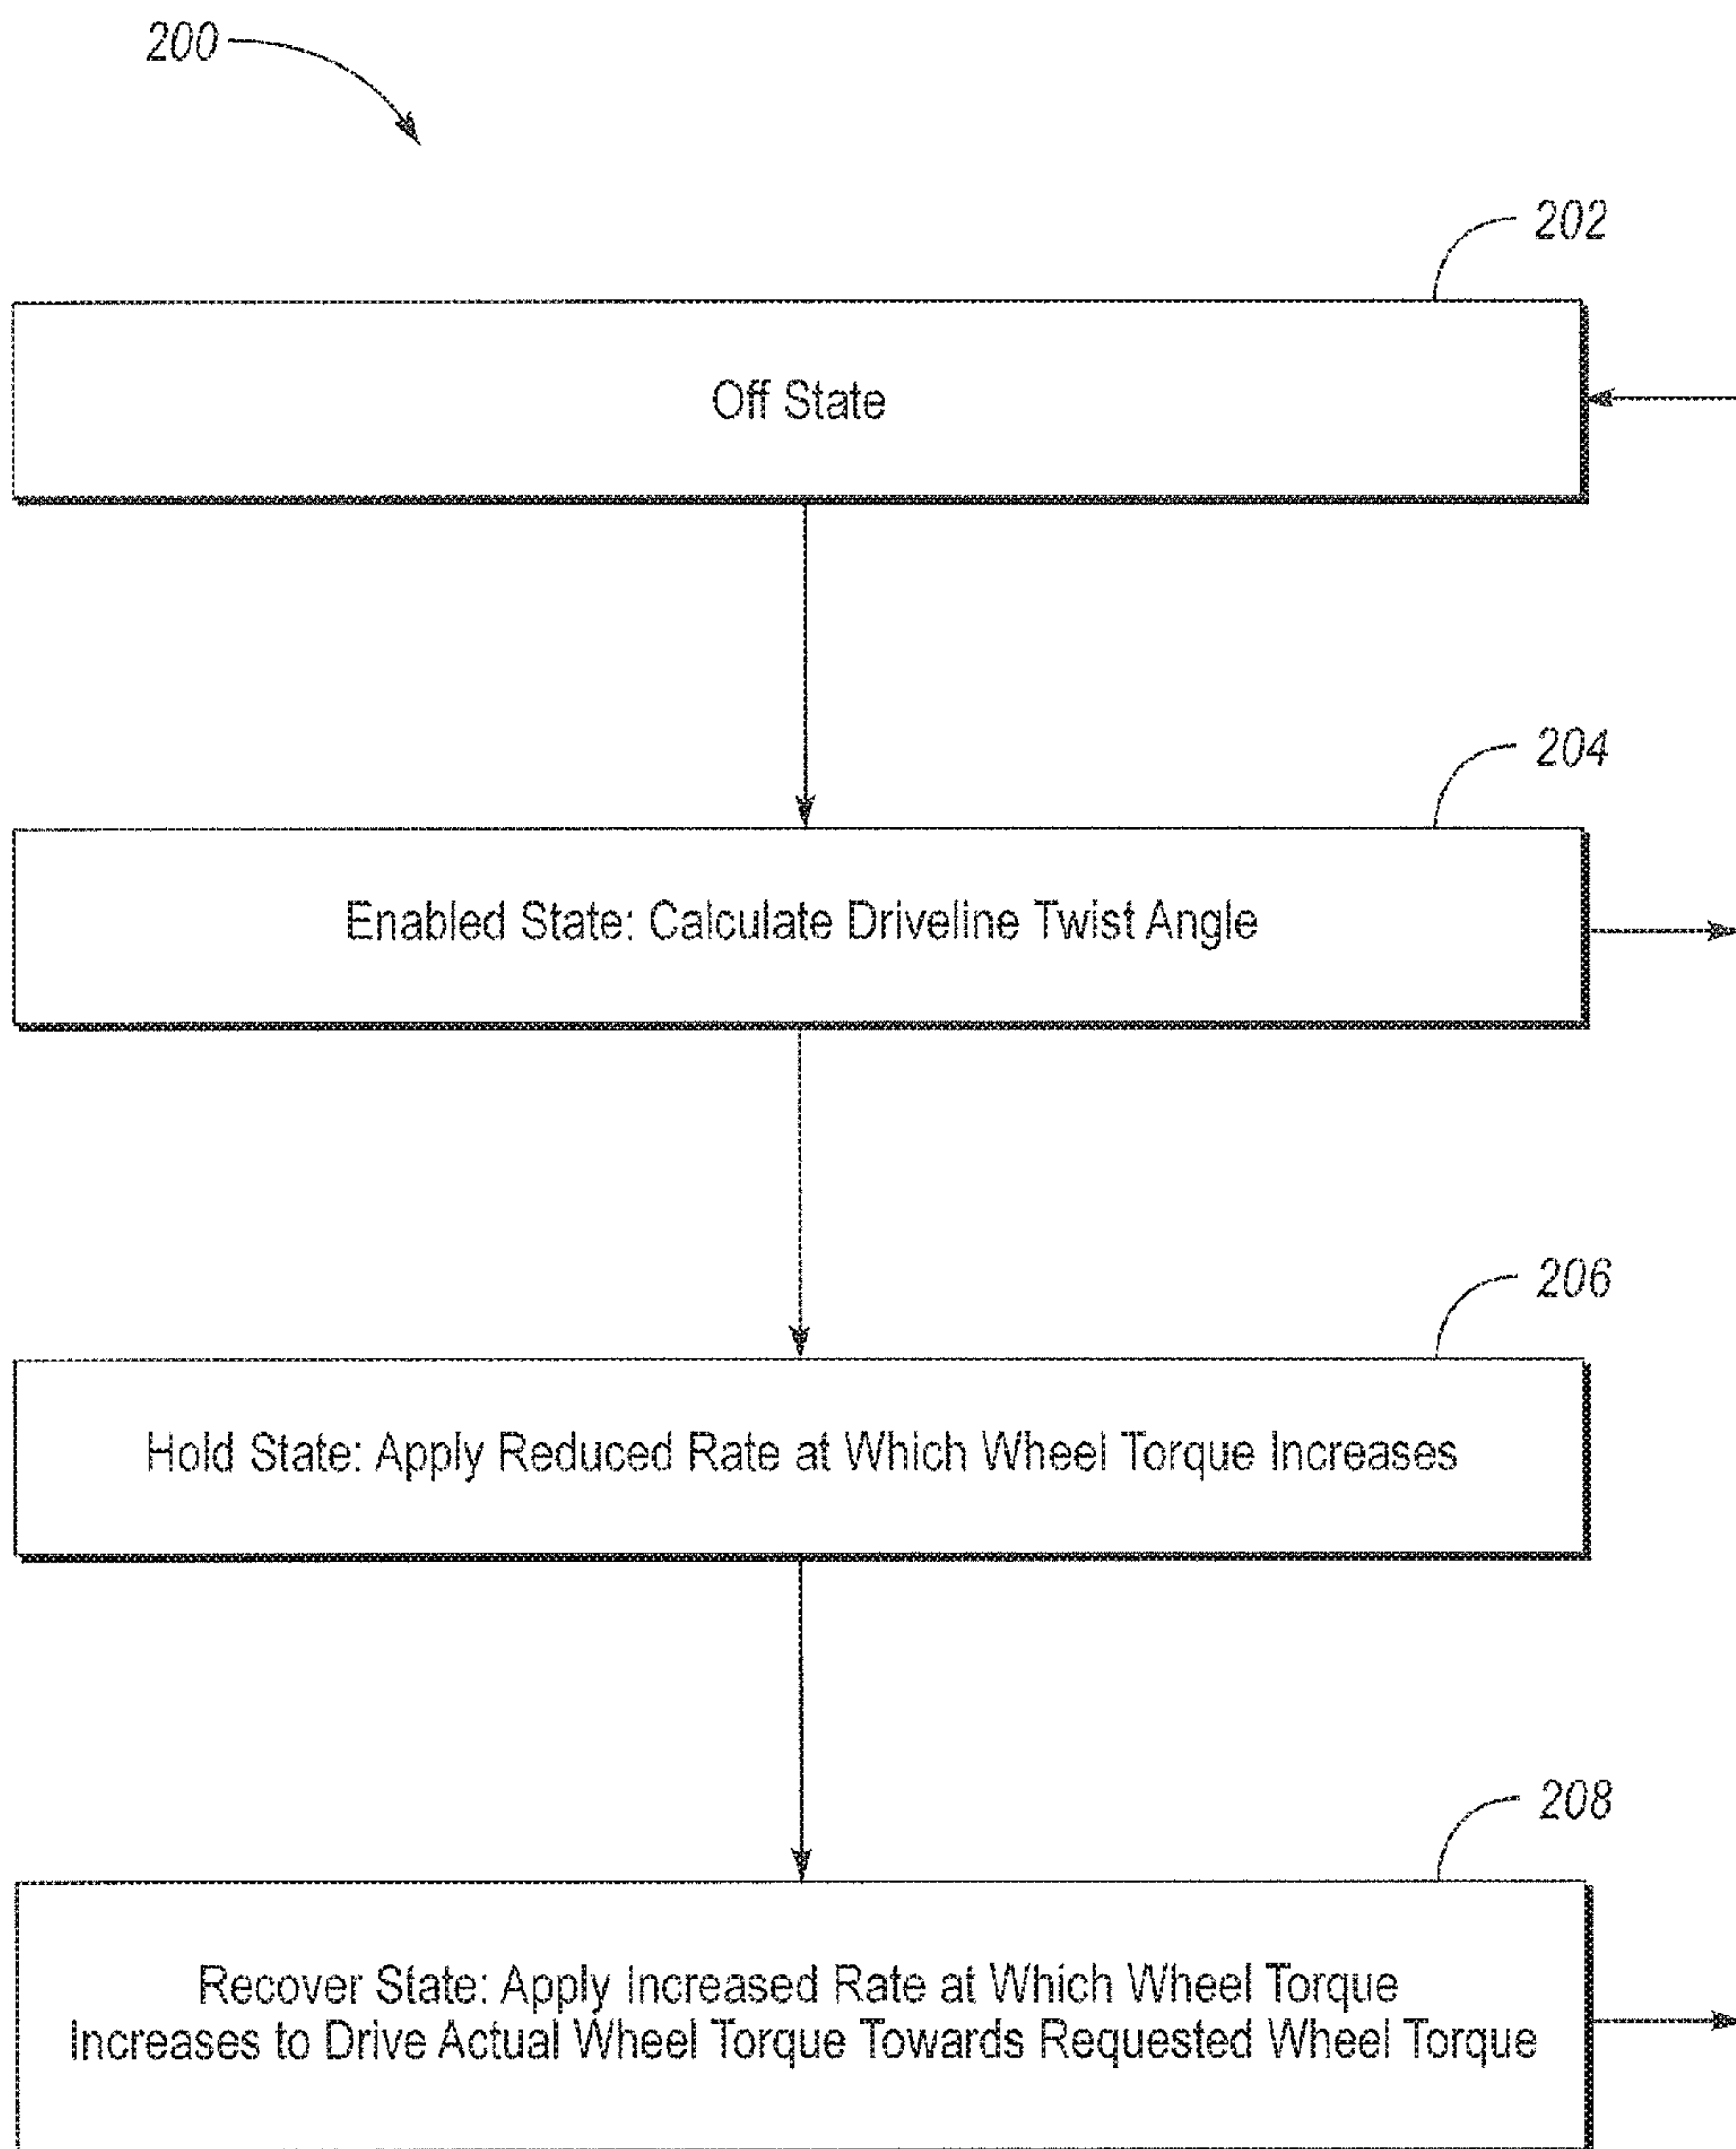 200
202
Off State
204
Enabled State: Calculate Driveline Twist Angle
206
Hold State: Apply Reduced Rate at Which Wheel Torque Increases
208
Recover State: Apply Increased Rate at Which Wheel Torque
Increases to Drive Actual Wheel Torque Towards Requested Wheel Torque